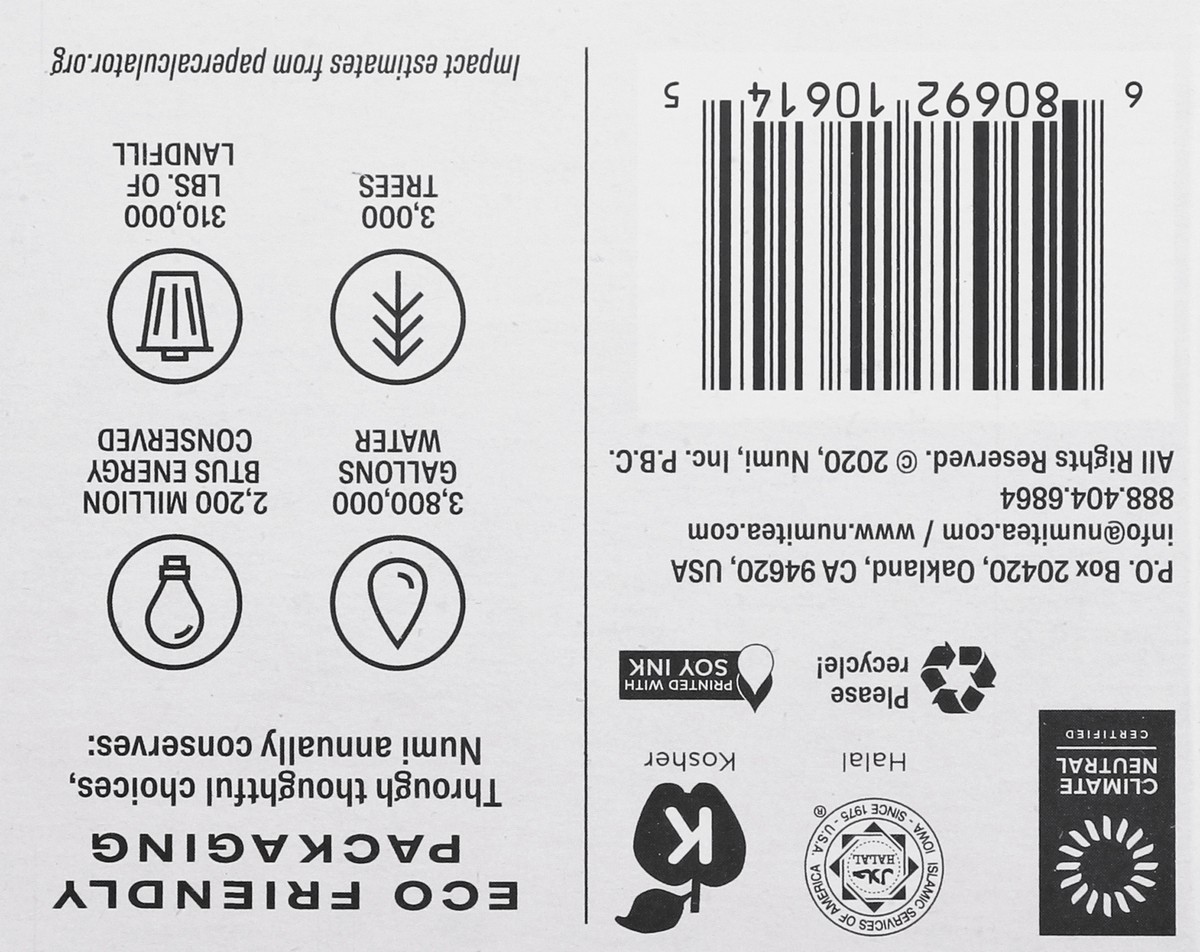 CLIMATE
NEUTRAL
CERTIFIED
ISLAMIC SERVICES OF AMERICA
IOWA - SINCE 1975 - U.S.A. ®
حلال
HALAL
Halal
K
Kosher
Please
recycle!
PRINTED WITH
SOY INK
P.O. Box 20420, Oakland, CA 94620, USA
info@numitea.com / www.numitea.com
888.404.6864
All Rights Reserved. © 2020, Numi, Inc. P.B.C.
6 80692 10614 5
ECO FRIENDLY
PACKAGING
Through thoughtful choices,
Numi annually conserves:
3,800,000
GALLONS
WATER
2,200 MILLION
BTUS ENERGY
CONSERVED
3,000
TREES
310,000
LBS. OF
LANDFILL
Impact estimates from papercalculator.org